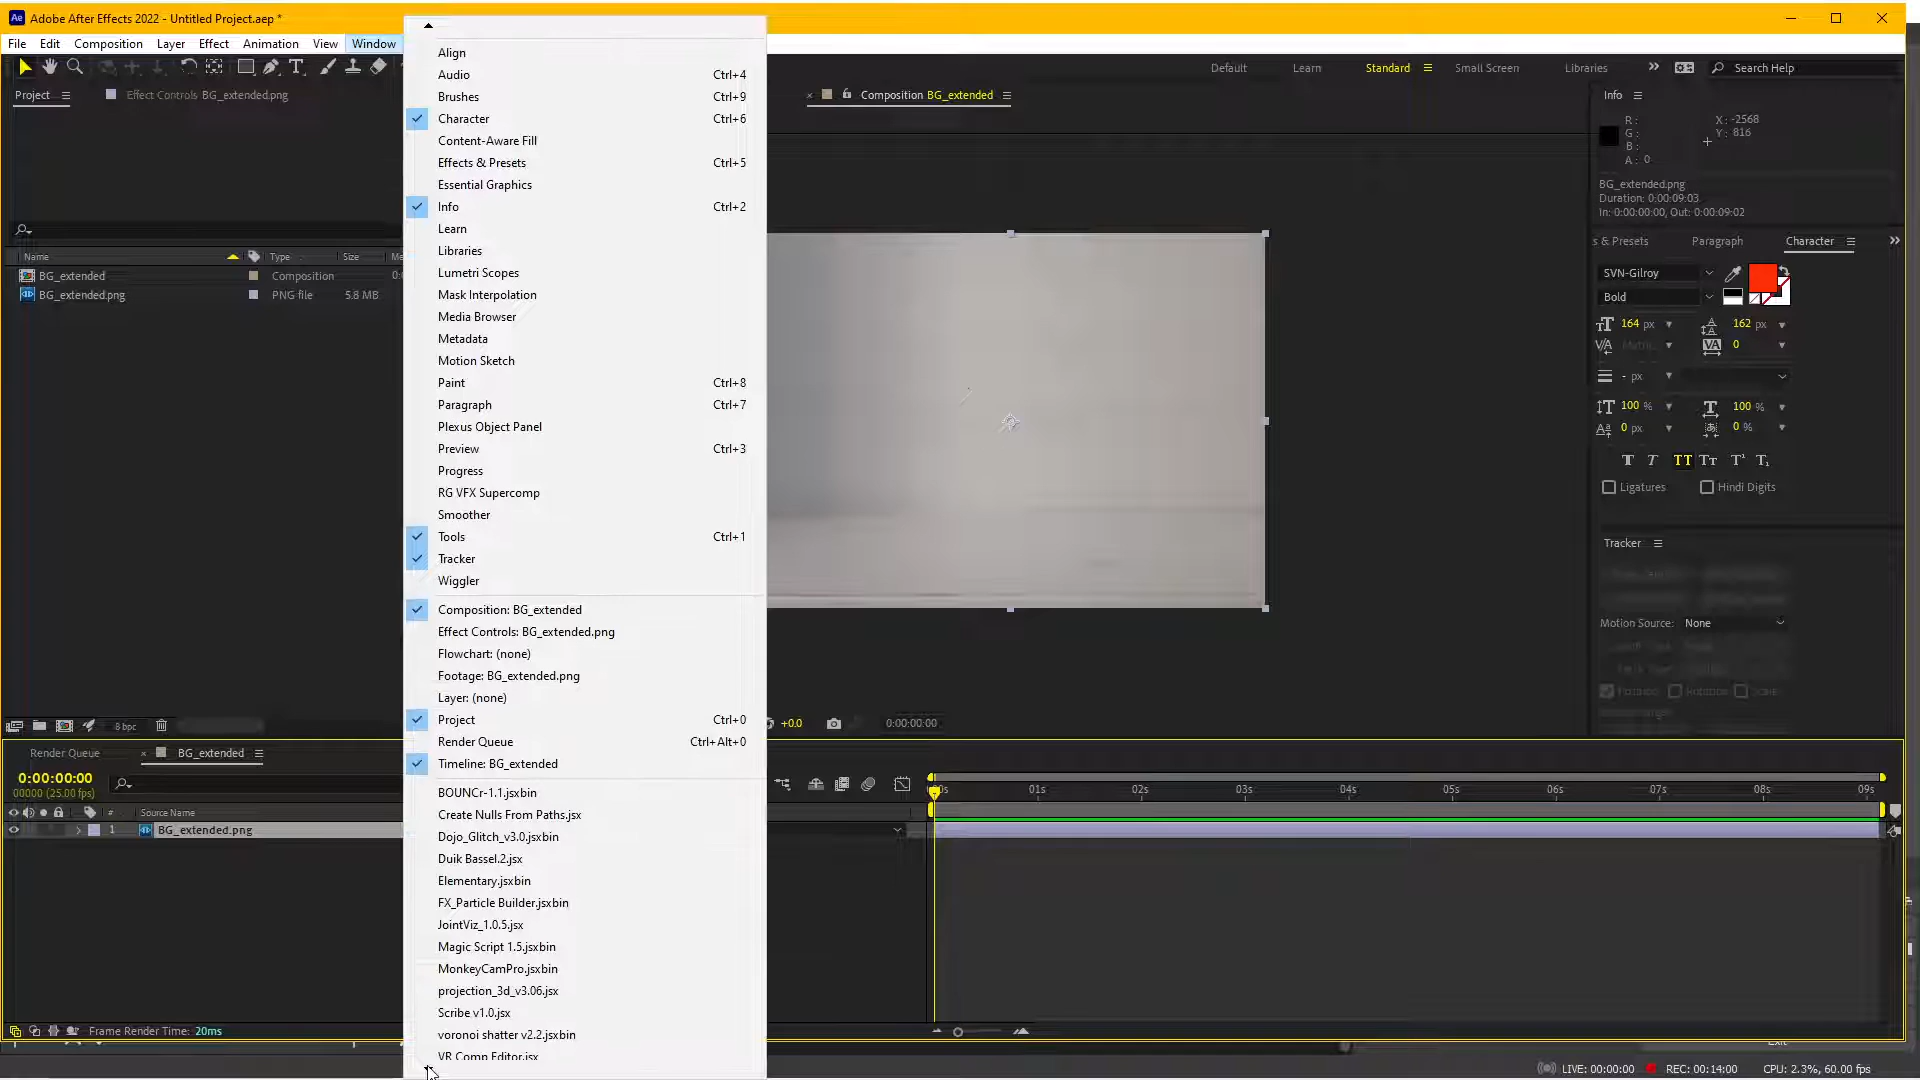 Adobe After Effects 2022 - Untitled Project.aep *
File Edit Composition Layer Effect Animation View Window
Default Learn Standard Small Screen Libraries Search Help
Project Effect Controls BG_extended.png
Composition BG_extended
Name Type Size
BG_extended Composition
BG_extended.png PNG file 5.8 MB
8 bpc
Align
Audio Ctrl+4
Brushes Ctrl+9
Character Ctrl+6
Content-Aware Fill
Effects & Presets Ctrl+5
Essential Graphics
Info Ctrl+2
Learn
Libraries
Lumetri Scopes
Mask Interpolation
Media Browser
Metadata
Motion Sketch
Paint Ctrl+8
Paragraph Ctrl+7
Plexus Object Panel
Preview Ctrl+3
Progress
RG VFX Supercomp
Smoother
Tools Ctrl+1
Tracker
Wiggler
Composition: BG_extended
Effect Controls: BG_extended.png
Flowchart: (none)
Footage: BG_extended.png
Layer: (none)
Project Ctrl+0
Render Queue Ctrl+Alt+0
Timeline: BG_extended
BOUNCr-1.1.jsxbin
Create Nulls From Paths.jsx
Dojo_Glitch_v3.0.jsxbin
Duik Bassel.2.jsx
Elementary.jsxbin
FX_Particle Builder.jsxbin
JointViz_1.0.5.jsx
Magic Script 1.5.jsxbin
MonkeyCamPro.jsxbin
projection_3d_v3.06.jsx
Scribe v1.0.jsx
voronoi shatter v2.2.jsxbin
VR Comp Editor.jsx
+0.0 0:00:00:00
Info
R :
G :
B :
A : 0
X : -2568
Y : 816
BG_extended.png
Duration: 0:00:09:03
In: 0:00:00:00, Out: 0:00:09:02
s & Presets Paragraph Character
SVN-Gilroy
Bold
164 px 162 px
0
- px
100 % 100 %
0 px 0 %
T T TT Tт T¹ T₁
Ligatures Hindi Digits
Tracker
Motion Source: None
Render Queue BG_extended
0:00:00:00
00000 (25.00 fps)
# Source Name
1 BG_extended.png
01s 02s 03s 04s 05s 06s 07s 08s 09s
Frame Render Time: 20ms
LIVE: 00:00:00 REC: 00:14:00 CPU: 2.3%, 60.00 fps